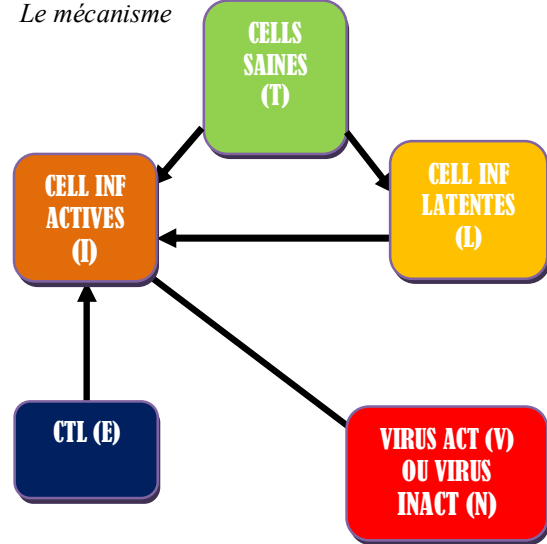 Le mécanisme
CELLS
SAINES
(T)
CELL INF
ACTIVES
(I)
CELL INF
LATENTES
(L)
CTL (E)
VIRUS ACT (V)
OU VIRUS
INACT (N)